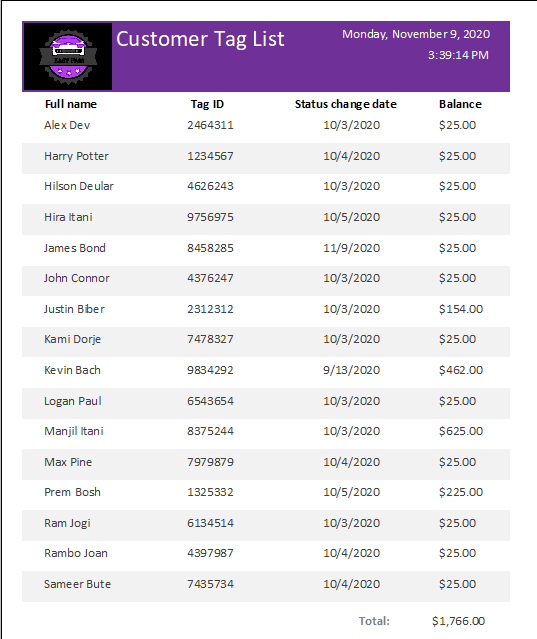 Customer Tag List
Monday, November 9, 2020
3:39:14 PM
Full name Tag ID Status change date Balance
Alex Dev 2464311 10/3/2020 $25.00
Harry Potter 1234567 10/4/2020 $25.00
Hilson Deular 4626243 10/3/2020 $25.00
Hira Itani 9756975 10/5/2020 $25.00
James Bond 8458285 11/9/2020 $25.00
John Connor 4376247 10/3/2020 $25.00
Justin Biber 2312312 10/3/2020 $154.00
Kami Dorje 7478327 10/3/2020 $25.00
Kevin Bach 9834292 9/13/2020 $462.00
Logan Paul 6543654 10/3/2020 $25.00
Manjil Itani 8375244 10/3/2020 $625.00
Max Pine 7979879 10/4/2020 $25.00
Prem Bosh 1325332 10/5/2020 $225.00
Ram Jogi 6134514 10/3/2020 $25.00
Rambo Joan 4397987 10/4/2020 $25.00
Sameer Bute 7435734 10/4/2020 $25.00
Total: $1,766.00